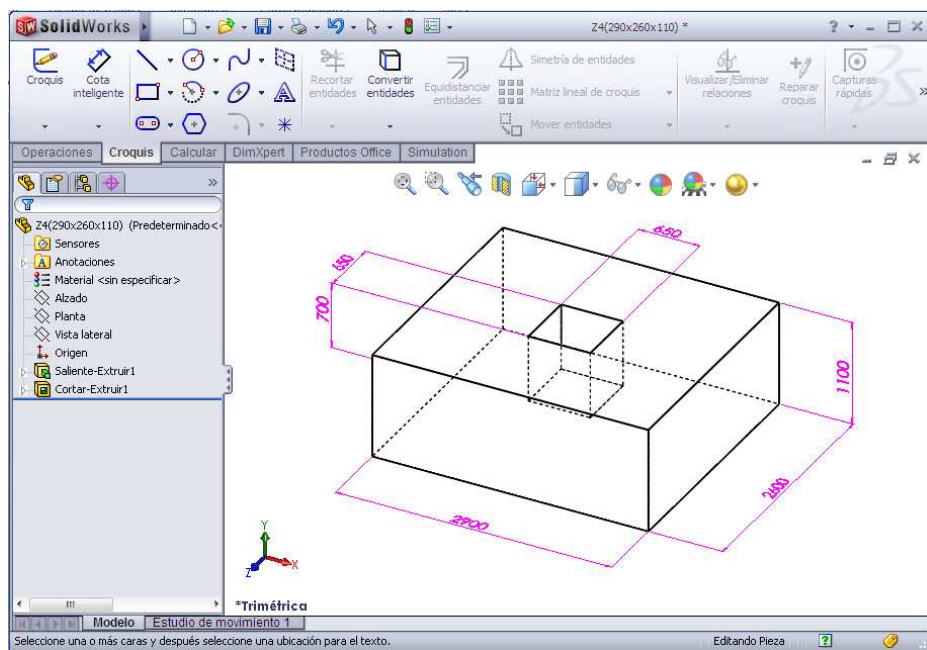 SolidWorks
Z4(290x260x110) *
Croquis
Cota inteligente
Recortar entidades
Convertir entidades
Equidistanciar entidades
Simetría de entidades
Matriz lineal de croquis
Mover entidades
Visualizar/Eliminar relaciones
Reparar croquis
Capturas rápidas
Operaciones Croquis Calcular DimXpert Productos Office Simulation
Z4(290x260x110) (Predeterminado<
Sensores
Anotaciones
Material <sin especificar>
Alzado
Planta
Vista lateral
Origen
Saliente-Extruir1
Cortar-Extruir1
650
650
700
1100
2600
2900
Y
X
Z
*Trimétrica
Modelo Estudio de movimiento 1
Seleccione una o más caras y después seleccione una ubicación para el texto. Editando Pieza